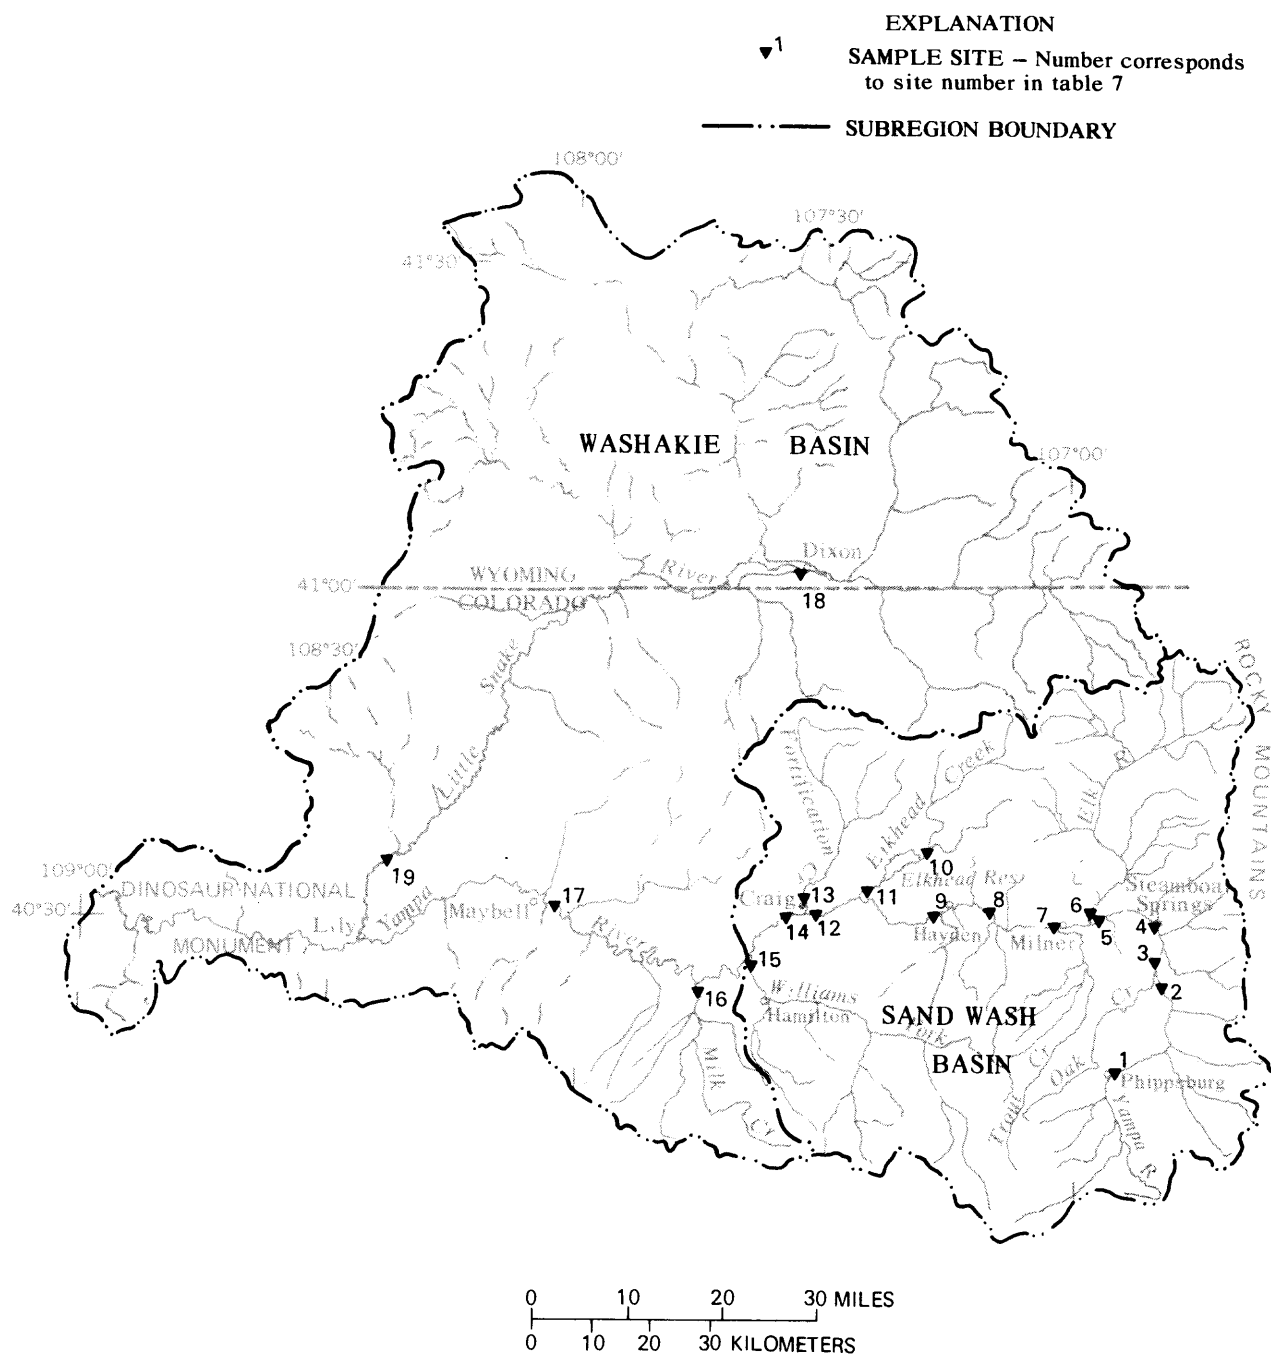 EXPLANATION
1
SAMPLE SITE – Number corresponds
to site number in table 7
SUBREGION BOUNDARY
108°00'
107°30'
41°30'
WASHAKIE BASIN
107°00'
Dixon
River
WYOMING
41°00'
COLORADO
18
108°30'
Snake
Little
ROCKY
MOUNTAINS
Fortification
Cr
Creek
Elkhead
Elk
R
109°00'
40°30'
DINOSAUR NATIONAL
MONUMENT
19
Lily
Yampa
Maybell
17
River
10
Elkhead Res
Steamboat
Springs
Craig
13
11
9
8
6
7
5
4
14
12
Hayden
Milner
3
15
2
16
Williams
Fork
Hamilton
SAND WASH
BASIN
Cr
Oak
Cr
Trout
1
Phippsburg
Yampa R
Milk
Cr
0 10 20 30 MILES
0 10 20 30 KILOMETERS